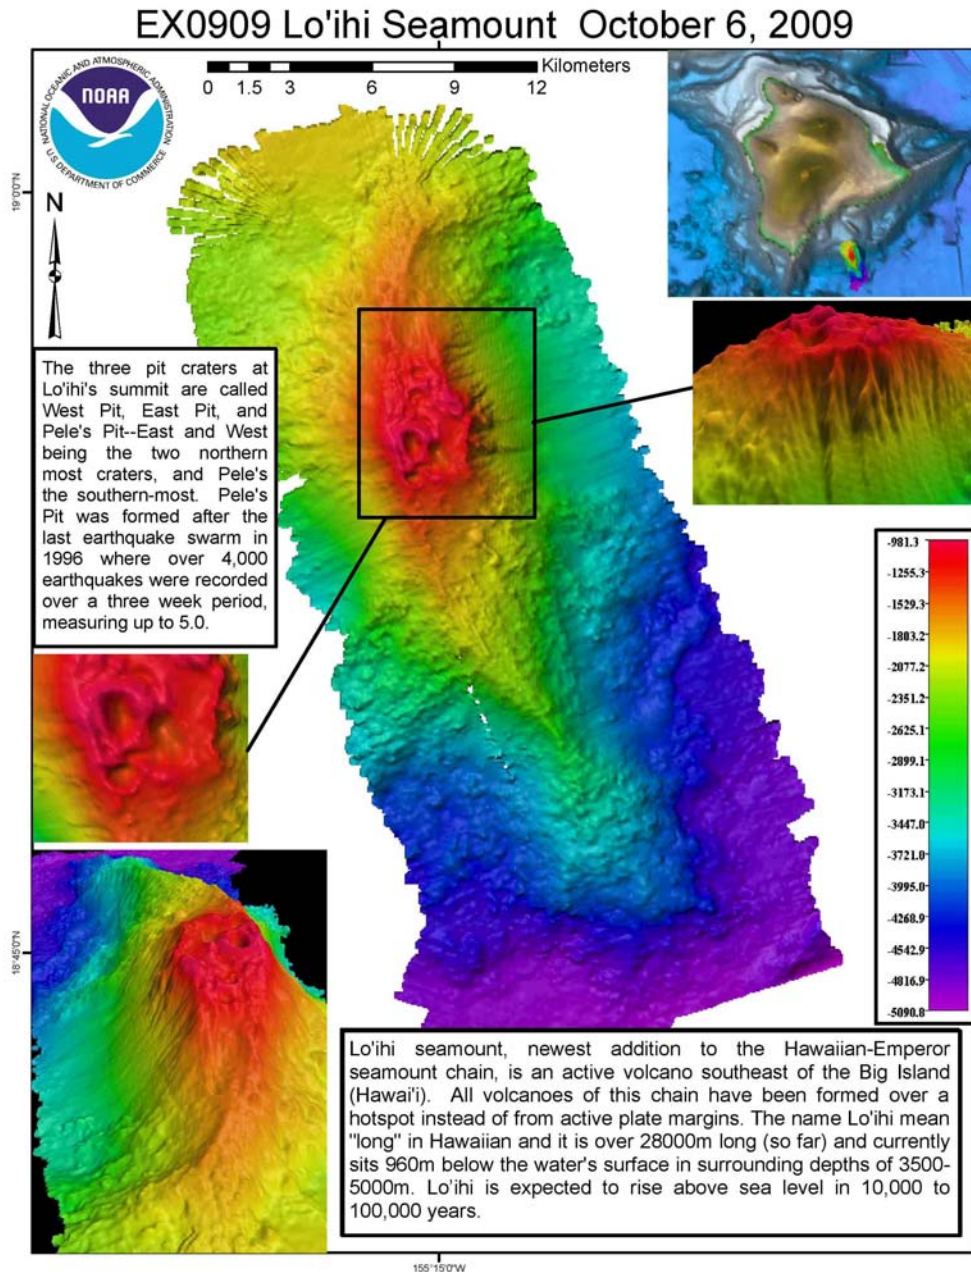 EX0909 Lo'ihi Seamount October 6, 2009
NATIONAL OCEANIC AND ATMOSPHERIC ADMINISTRATION
NOAA
U.S. DEPARTMENT OF COMMERCE
Kilometers
0 1.5 3 6 9 12
19°0'0"N
N
The three pit craters at
Lo'ihi's summit are called
West Pit, East Pit, and
Pele's Pit--East and West
being the two northern
most craters, and Pele's
the southern-most. Pele's
Pit was formed after the
last earthquake swarm in
1996 where over 4,000
earthquakes were recorded
over a three week period,
measuring up to 5.0.
-981.3
-1255.3
-1529.3
-1803.2
-2077.2
-2351.2
-2625.1
-2899.1
-3173.1
-3447.0
-3721.0
-3995.0
-4268.9
-4542.9
-4816.9
-5090.8
18°45'0"N
Lo'ihi seamount, newest addition to the Hawaiian-Emperor
seamount chain, is an active volcano southeast of the Big Island
(Hawai'i). All volcanoes of this chain have been formed over a
hotspot instead of from active plate margins. The name Lo'ihi mean
"long" in Hawaiian and it is over 28000m long (so far) and currently
sits 960m below the water's surface in surrounding depths of 3500-
5000m. Lo'ihi is expected to rise above sea level in 10,000 to
100,000 years.
155°15'0"W